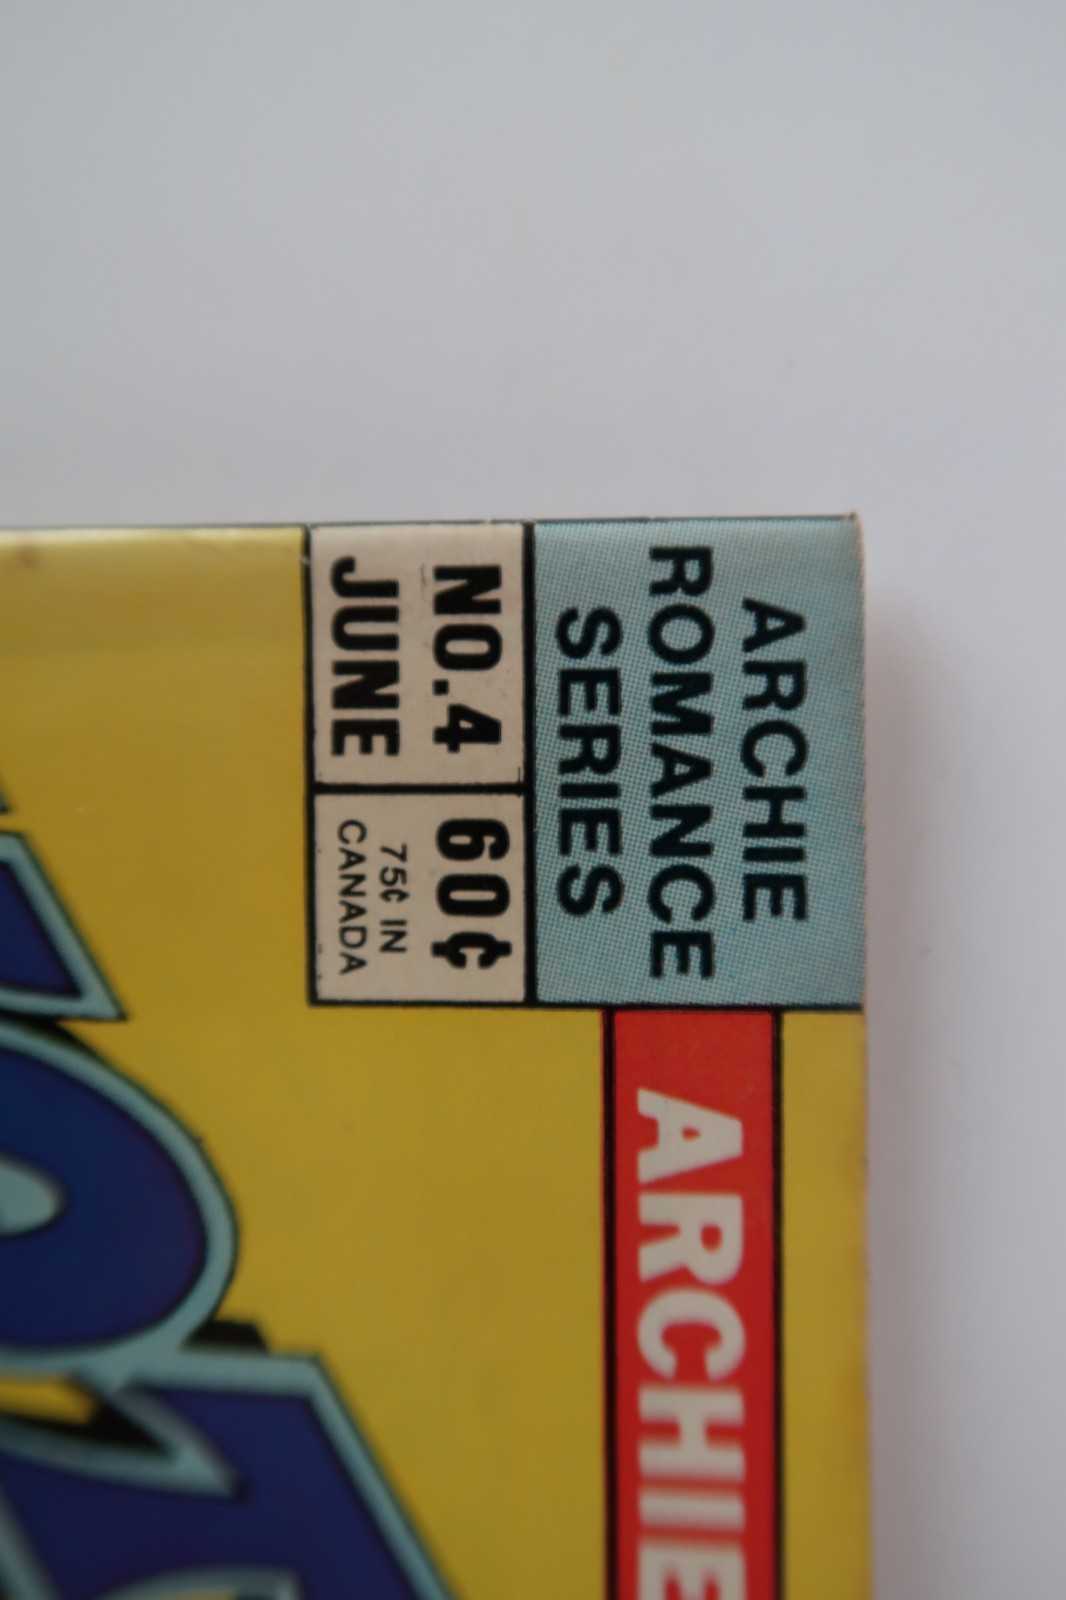 ARCHIE
ROMANCE
SERIES
NO.4
JUNE
60¢
75¢ IN
CANADA
ARCHIE